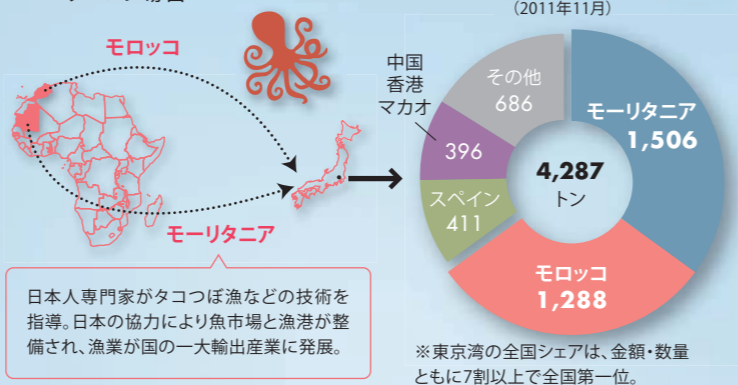 (2011年11月)
モロッコ
モーリタニア
日本人専門家がタコつぼ漁などの技術を
指導。日本の協力により魚市場と漁港が整
備され、漁業が国の一大輸出産業に発展。
中国
香港
マカオ
396
その他
686
モーリタニア
1,506
4,287
トン
スペイン
411
モロッコ
1,288
※東京湾の全国シェアは、金額・数量
ともに7割以上で全国第一位。